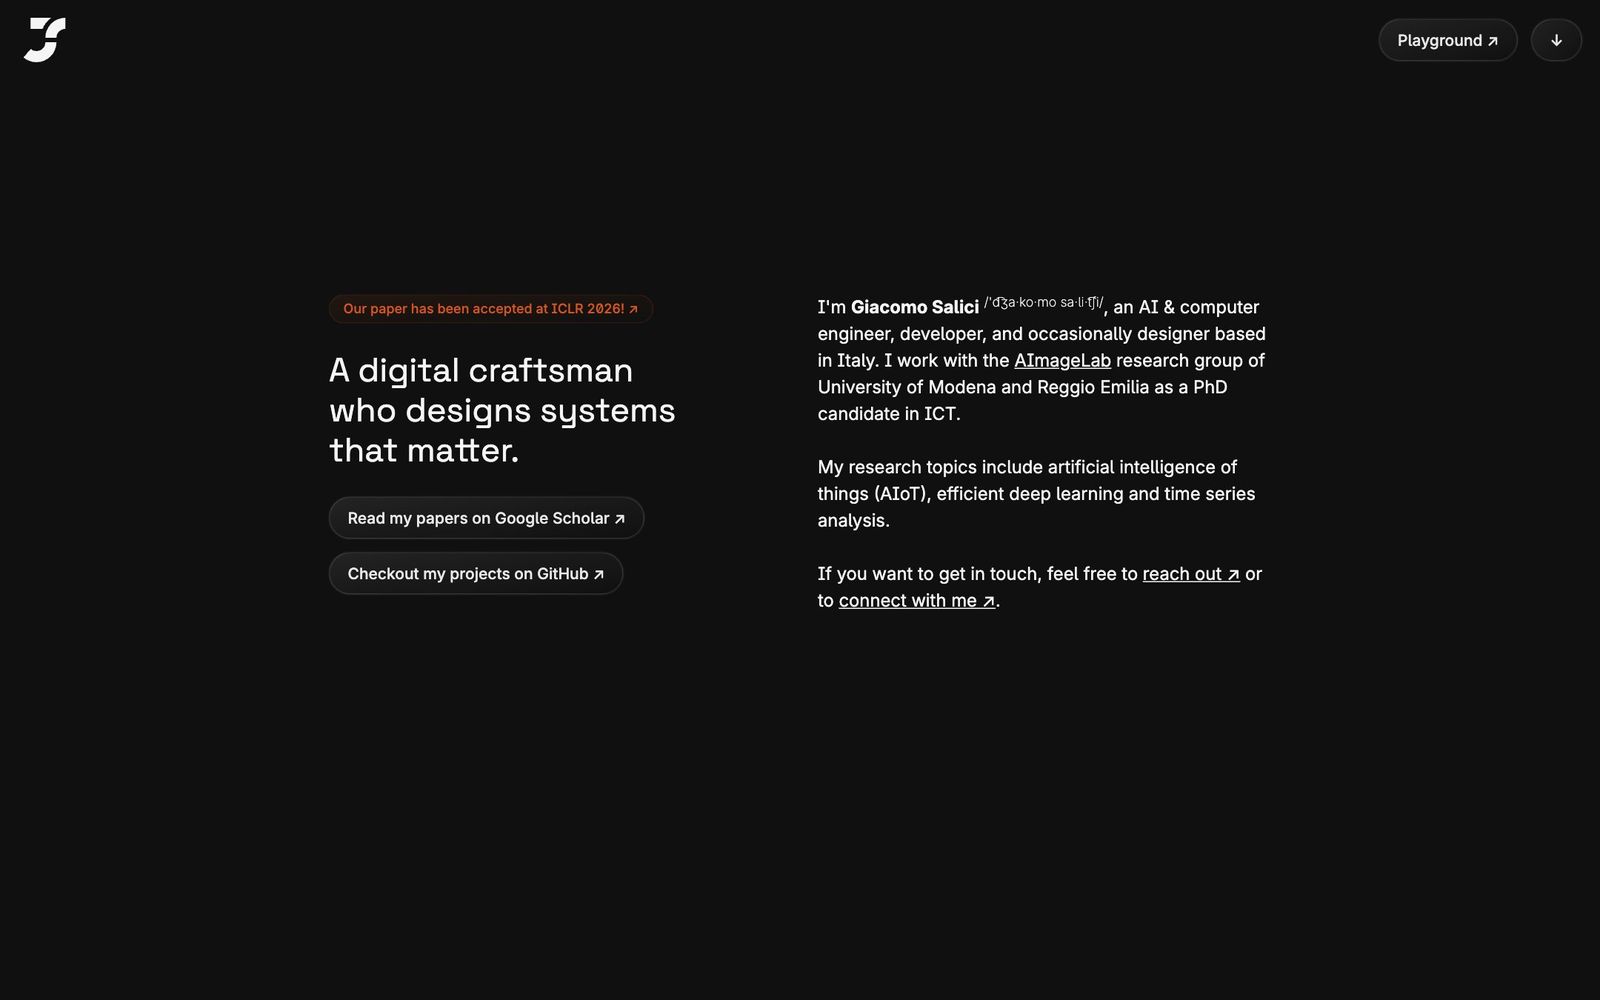 Playground ↗
↓
Our paper has been accepted at ICLR 2026! ↗
A digital craftsman
who designs systems
that matter.
Read my papers on Google Scholar ↗
Checkout my projects on GitHub ↗
I'm Giacomo Salici /'d͡ʒa·ko·mo sa·li·t͡ʃi/, an AI & computer
engineer, developer, and occasionally designer based
in Italy. I work with the AImageLab research group of
University of Modena and Reggio Emilia as a PhD
candidate in ICT.
My research topics include artificial intelligence of
things (AIoT), efficient deep learning and time series
analysis.
If you want to get in touch, feel free to reach out ↗ or
to connect with me ↗.